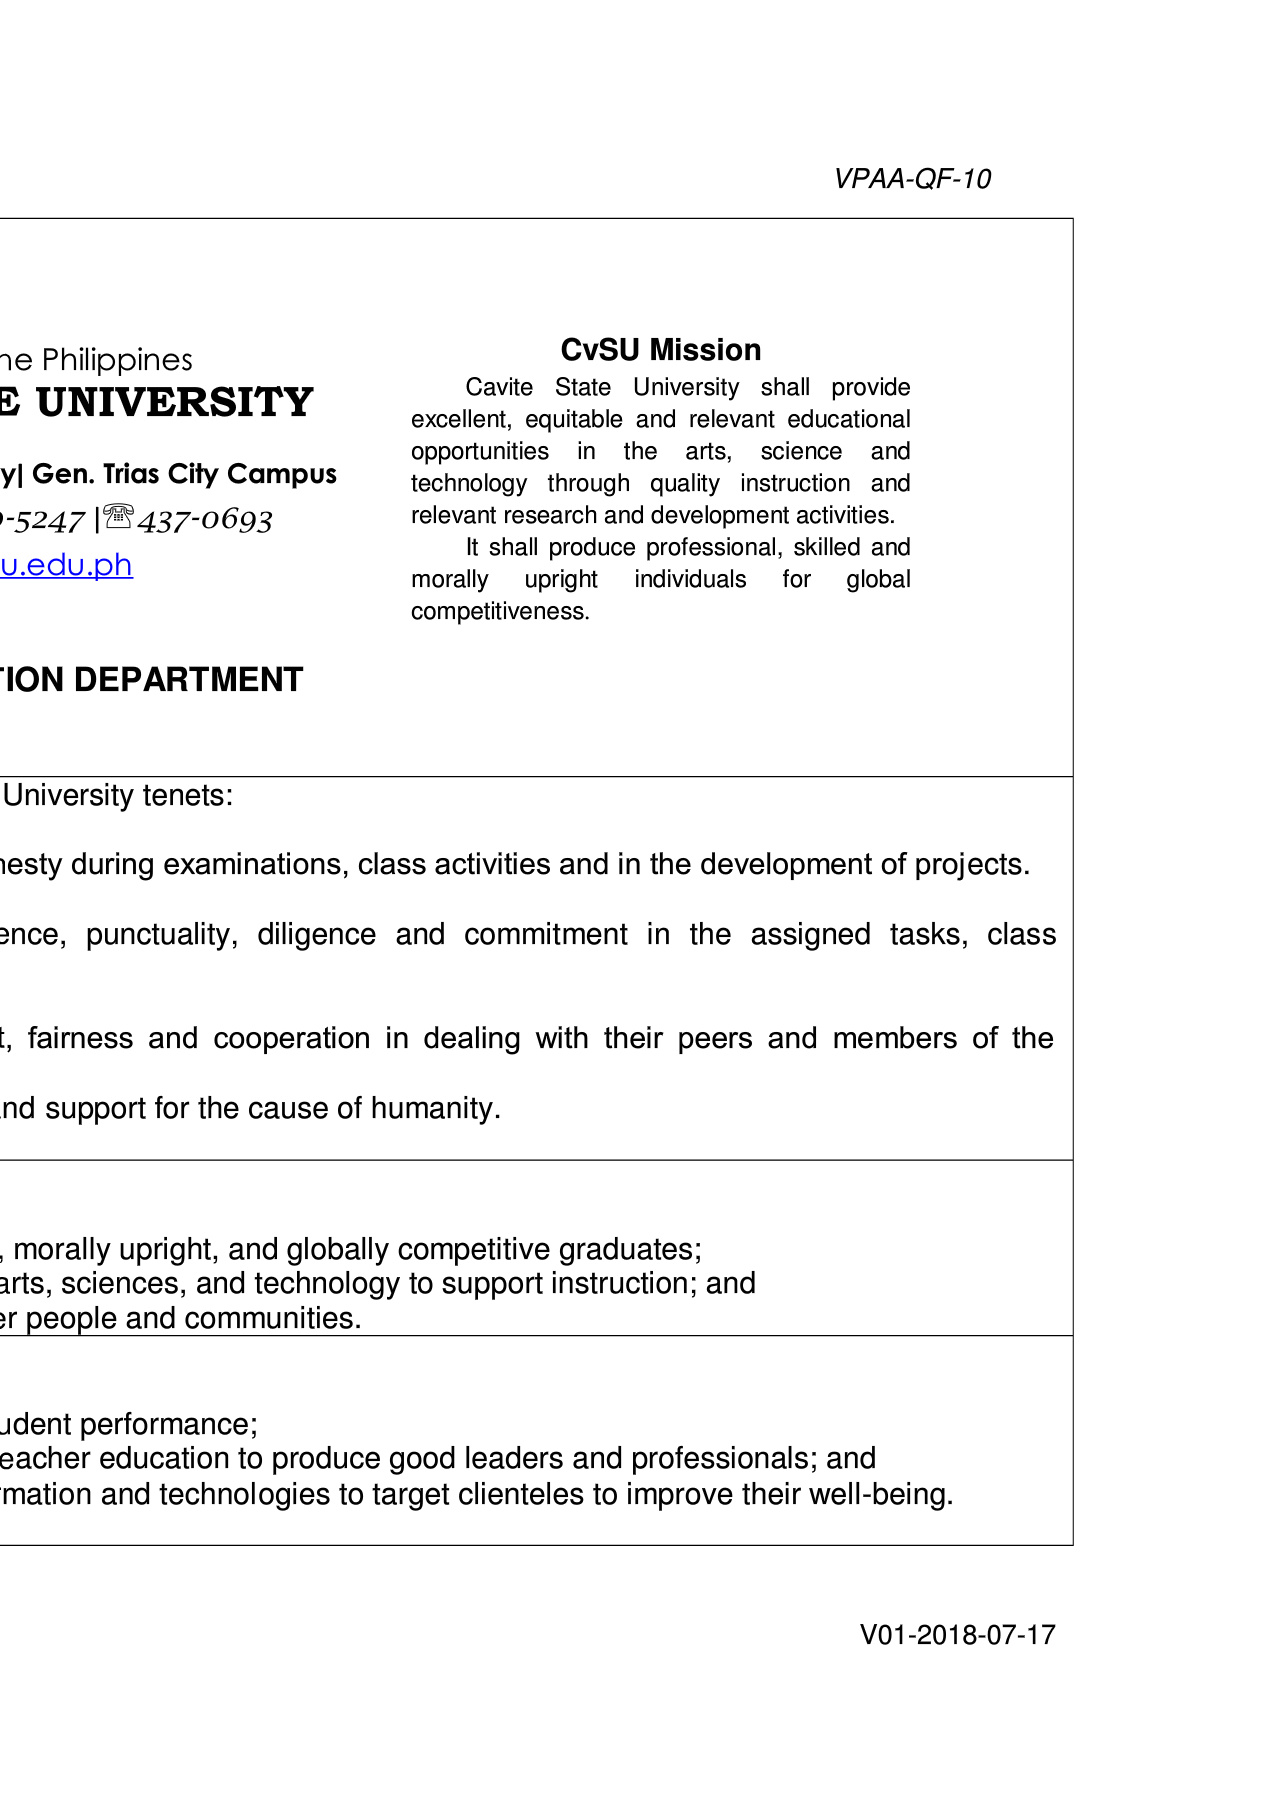 VPAA-QF-10
he Philippines
E UNIVERSITY
y| Gen. Trias City Campus
-5247 |☏437-0693
u.edu.ph
TION DEPARTMENT
CvSU Mission
Cavite State University shall provide
excellent, equitable and relevant educational
opportunities in the arts, science and
technology through quality instruction and
relevant research and development activities.
It shall produce professional, skilled and
morally upright individuals for global
competitiveness.
University tenets:
nesty during examinations, class activities and in the development of projects.
ence, punctuality, diligence and commitment in the assigned tasks, class
t, fairness and cooperation in dealing with their peers and members of the
nd support for the cause of humanity.
, morally upright, and globally competitive graduates;
arts, sciences, and technology to support instruction; and
er people and communities.
udent performance;
eacher education to produce good leaders and professionals; and
rmation and technologies to target clienteles to improve their well-being.
V01-2018-07-17